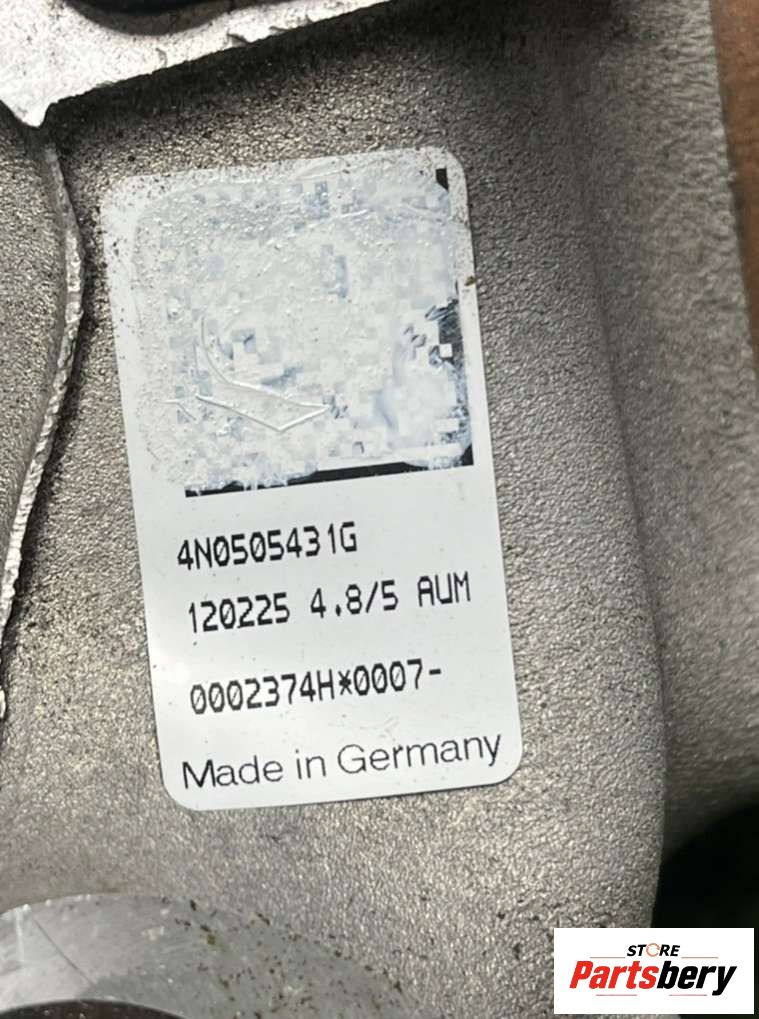 4N0505431G
120225 4.8/5 AUM
0002374H*0007-
Made in Germany
STORE
Partsbery